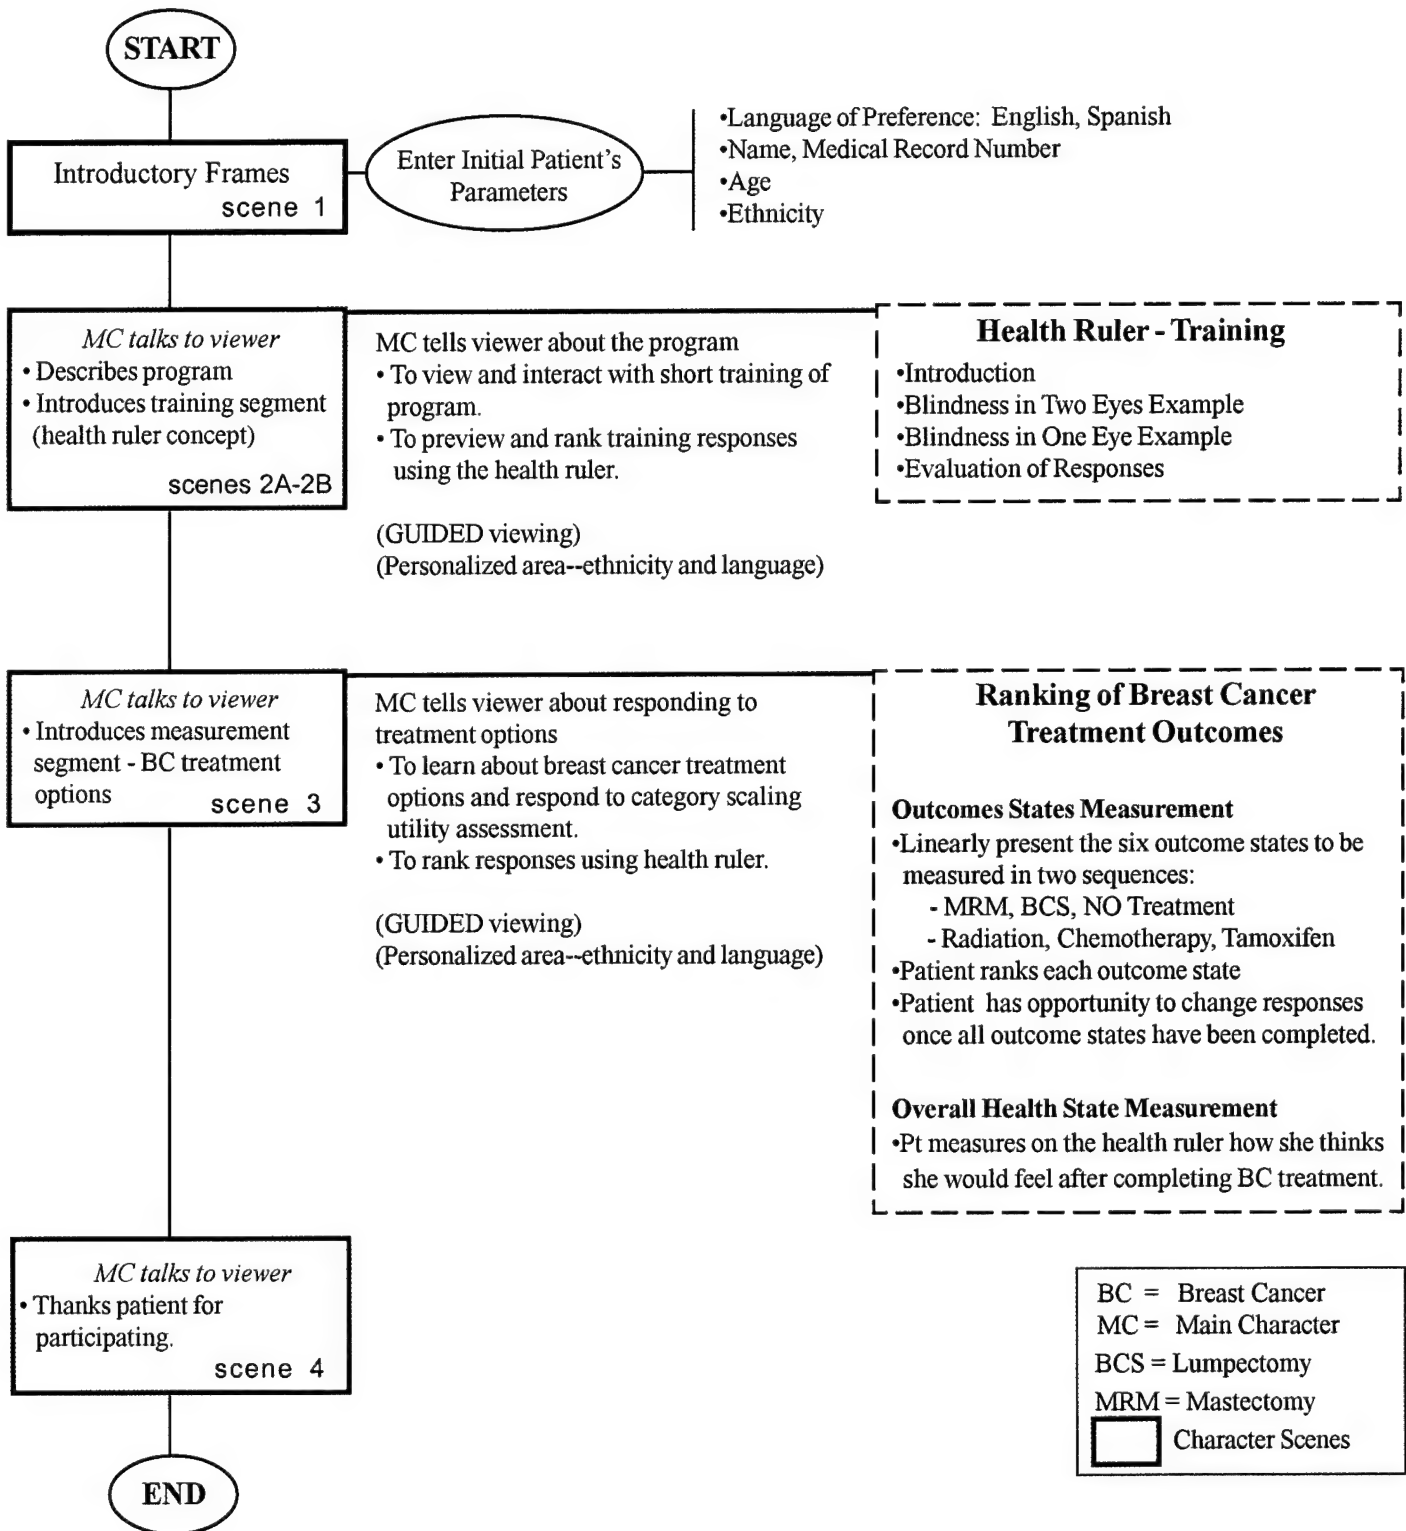 START
Introductory Frames
scene 1
Enter Initial Patient's
Parameters
•Language of Preference: English, Spanish
•Name, Medical Record Number
•Age
•Ethnicity
MC talks to viewer
• Describes program
• Introduces training segment
(health ruler concept)
scenes 2A-2B
MC tells viewer about the program
• To view and interact with short training of
program.
• To preview and rank training responses
using the health ruler.
(GUIDED viewing)
(Personalized area--ethnicity and language)
Health Ruler - Training
•Introduction
•Blindness in Two Eyes Example
•Blindness in One Eye Example
•Evaluation of Responses
MC talks to viewer
• Introduces measurement
segment - BC treatment
options
scene 3
MC tells viewer about responding to
treatment options
• To learn about breast cancer treatment
options and respond to category scaling
utility assessment.
• To rank responses using health ruler.
(GUIDED viewing)
(Personalized area--ethnicity and language)
Ranking of Breast Cancer
Treatment Outcomes
Outcomes States Measurement
•Linearly present the six outcome states to be
measured in two sequences:
- MRM, BCS, NO Treatment
- Radiation, Chemotherapy, Tamoxifen
•Patient ranks each outcome state
•Patient has opportunity to change responses
once all outcome states have been completed.
Overall Health State Measurement
•Pt measures on the health ruler how she thinks
she would feel after completing BC treatment.
MC talks to viewer
• Thanks patient for
participating.
scene 4
END
BC = Breast Cancer
MC = Main Character
BCS = Lumpectomy
MRM = Mastectomy
Character Scenes